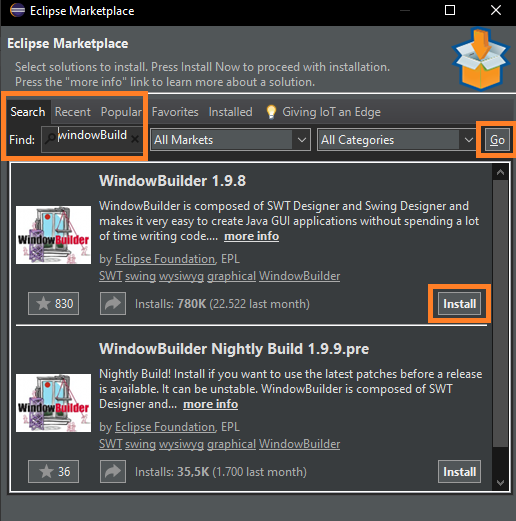 Eclipse Marketplace
Eclipse Marketplace
Select solutions to install. Press Install Now to proceed with installation.
Press the "more info" link to learn more about a solution.
Search Recent Popular Favorites Installed Giving IoT an Edge
Find: windowBuild All Markets All Categories Go
WindowBuilder 1.9.8
WindowBuilder is composed of SWT Designer and Swing Designer and
makes it very easy to create Java GUI applications without spending a lot
of time writing code.... more info
WindowBuilder
by Eclipse Foundation, EPL
SWT swing wysiwyg graphical WindowBuilder
830 Installs: 780K (22.522 last month) Install
WindowBuilder Nightly Build 1.9.9.pre
Nightly Build! Install if you want to use the latest patches before a release
is available. It can be unstable. WindowBuilder is composed of SWT
Designer and... more info
WindowBuilder
by Eclipse Foundation, EPL
SWT swing wysiwyg graphical WindowBuilder
36 Installs: 35,5K (1.700 last month) Install